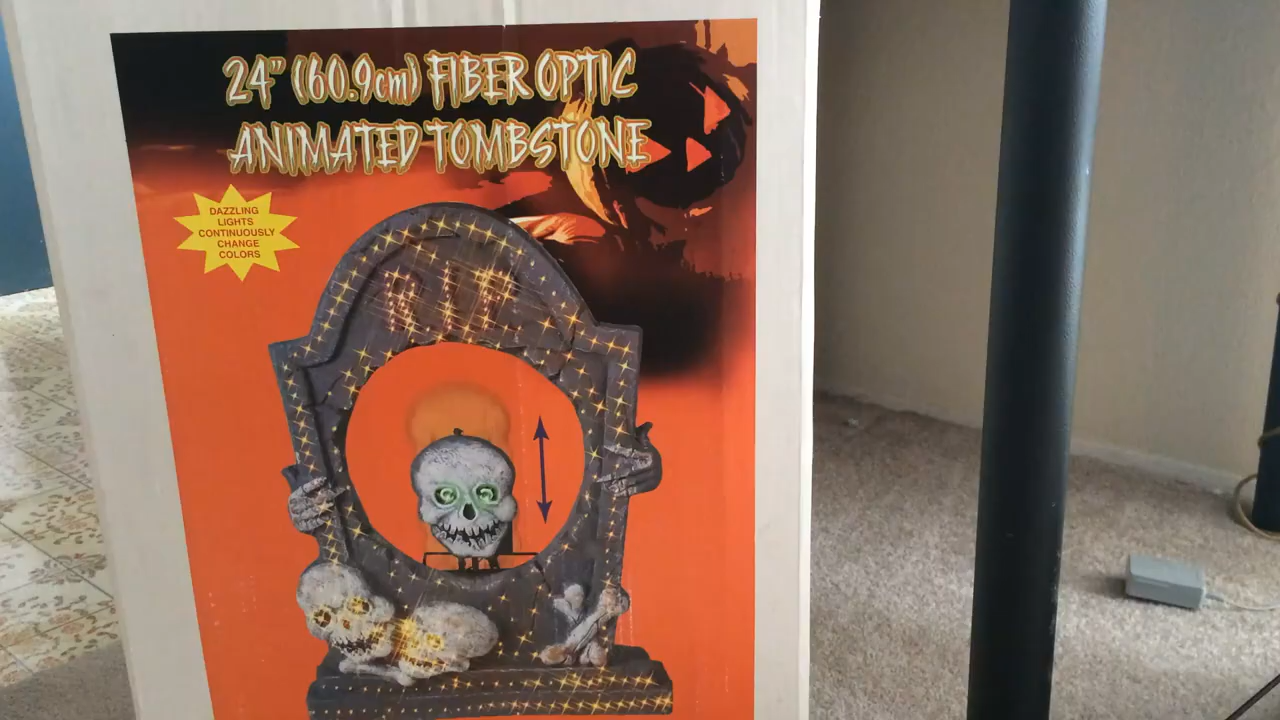 24" (60.9cm) FIBER OPTIC
ANIMATED TOMBSTONE
DAZZLING
LIGHTS
CONTINUOUSLY
CHANGE
COLORS
RIP